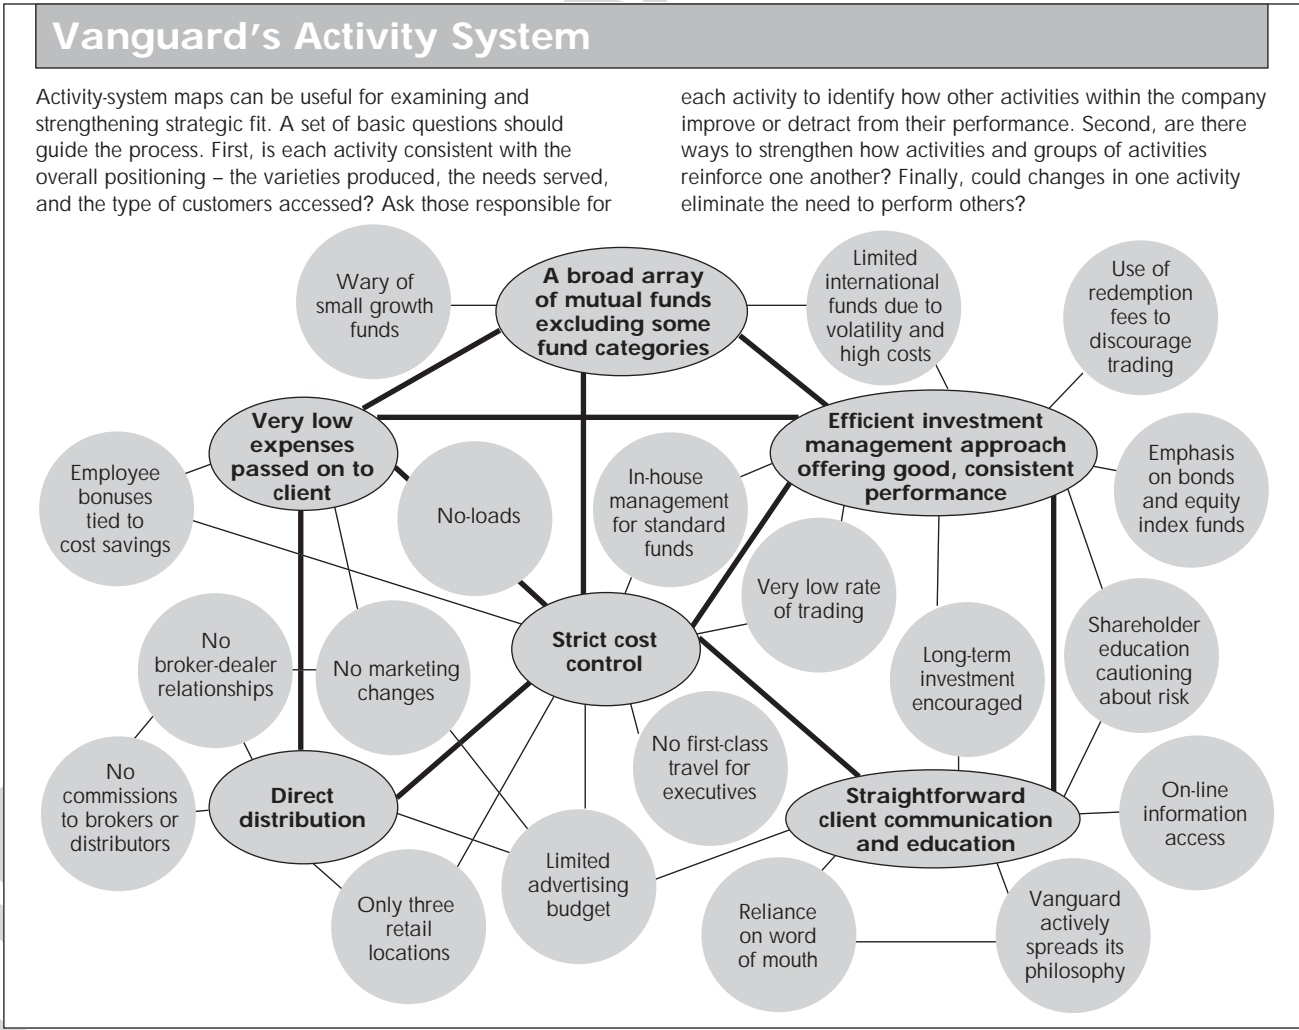 Vanguard's Activity System
Activity-system maps can be useful for examining and
strengthening strategic fit. A set of basic questions should
guide the process. First, is each activity consistent with the
overall positioning – the varieties produced, the needs served,
and the type of customers accessed? Ask those responsible for
each activity to identify how other activities within the company
improve or detract from their performance. Second, are there
ways to strengthen how activities and groups of activities
reinforce one another? Finally, could changes in one activity
eliminate the need to perform others?
Wary of
small growth
funds
A broad array
of mutual funds
excluding some
fund categories
Limited
international
funds due to
volatility and
high costs
Use of
redemption
fees to
discourage
trading
Very low
expenses
passed on to
client
Efficient investment
management approach
offering good, consistent
performance
Employee
bonuses
tied to
cost savings
No-loads
In-house
management
for standard
funds
Emphasis
on bonds
and equity
index funds
Very low rate
of trading
No
broker-dealer
relationships
No marketing
changes
Strict cost
control
Long-term
investment
encouraged
Shareholder
education
cautioning
about risk
No
commissions
to brokers or
distributors
Direct
distribution
No first-class
travel for
executives
Straightforward
client communication
and education
On-line
information
access
Only three
retail
locations
Limited
advertising
budget
Reliance
on word
of mouth
Vanguard
actively
spreads its
philosophy